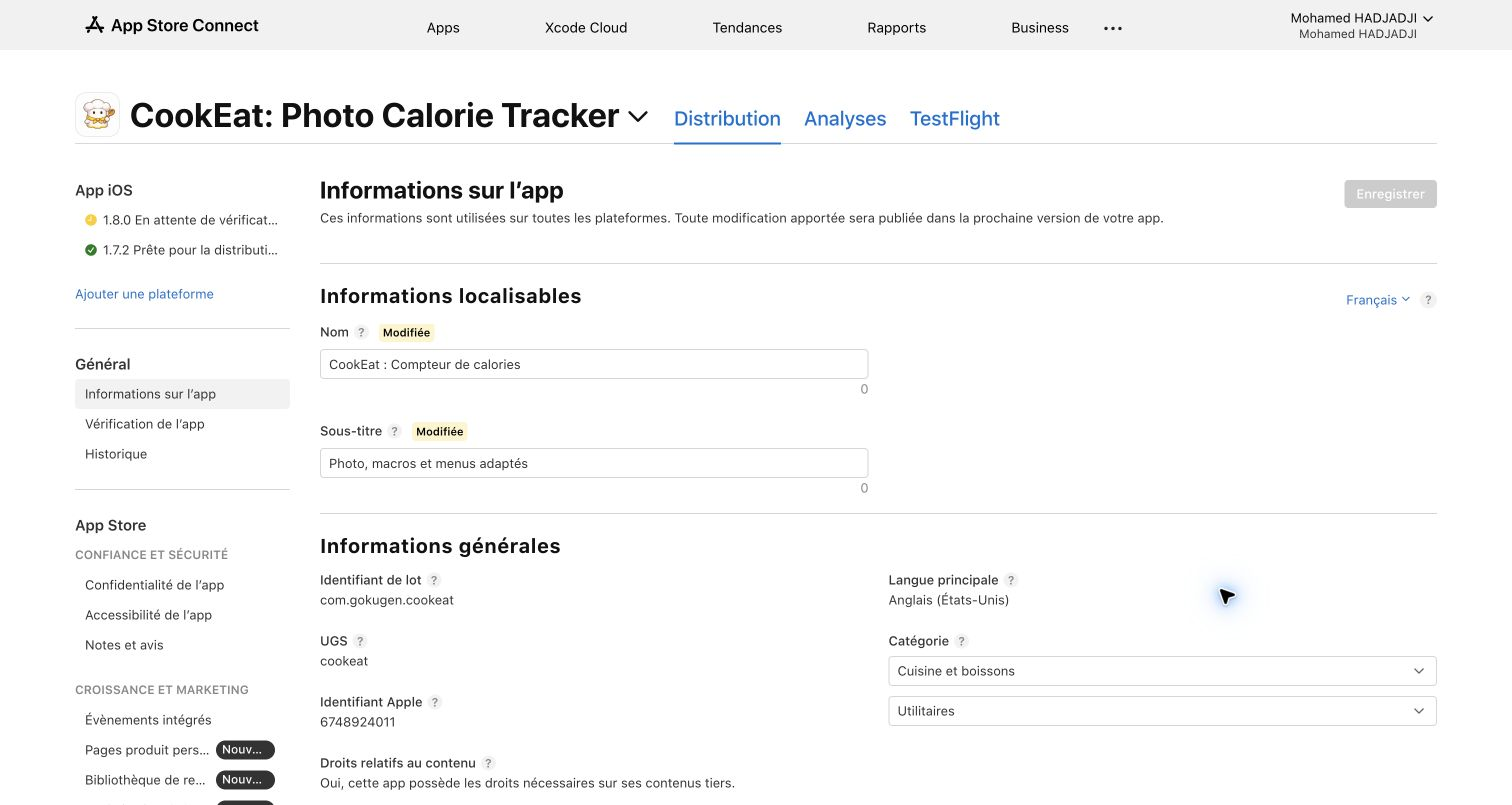 App Store Connect
Apps
Xcode Cloud
Tendances
Rapports
Business
Mohamed HADJADJI
Mohamed HADJADJI
CookEat: Photo Calorie Tracker
Distribution
Analyses
TestFlight
App iOS
1.8.0 En attente de vérificat...
1.7.2 Prête pour la distributi...
Ajouter une plateforme
Général
Informations sur l’app
Vérification de l’app
Historique
App Store
CONFIANCE ET SÉCURITÉ
Confidentialité de l’app
Accessibilité de l’app
Notes et avis
CROISSANCE ET MARKETING
Évènements intégrés
Pages produit pers... Nouv...
Bibliothèque de re... Nouv...
Informations sur l’app
Enregistrer
Ces informations sont utilisées sur toutes les plateformes. Toute modification apportée sera publiée dans la prochaine version de votre app.
Informations localisables
Français ?
Nom ? Modifiée
CookEat : Compteur de calories
0
Sous-titre ? Modifiée
Photo, macros et menus adaptés
0
Informations générales
Identifiant de lot ?
com.gokugen.cookeat
UGS ?
cookeat
Identifiant Apple ?
6748924011
Droits relatifs au contenu ?
Oui, cette app possède les droits nécessaires sur ses contenus tiers.
Langue principale ?
Anglais (États-Unis)
Catégorie ?
Cuisine et boissons
Utilitaires